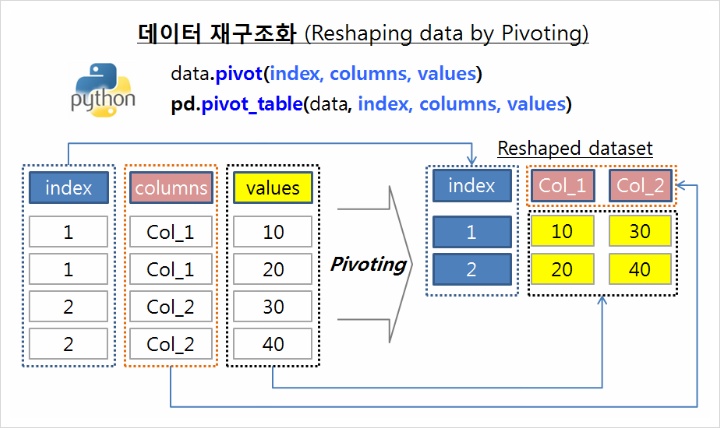 데이터 재구조화 (Reshaping data by Pivoting)
python
data.pivot(index, columns, values)
pd.pivot_table(data, index, columns, values)
Reshaped dataset
index columns values
1 Col_1 10
1 Col_1 20
2 Col_2 30
2 Col_2 40
Pivoting
index Col_1 Col_2
1 10 30
2 20 40